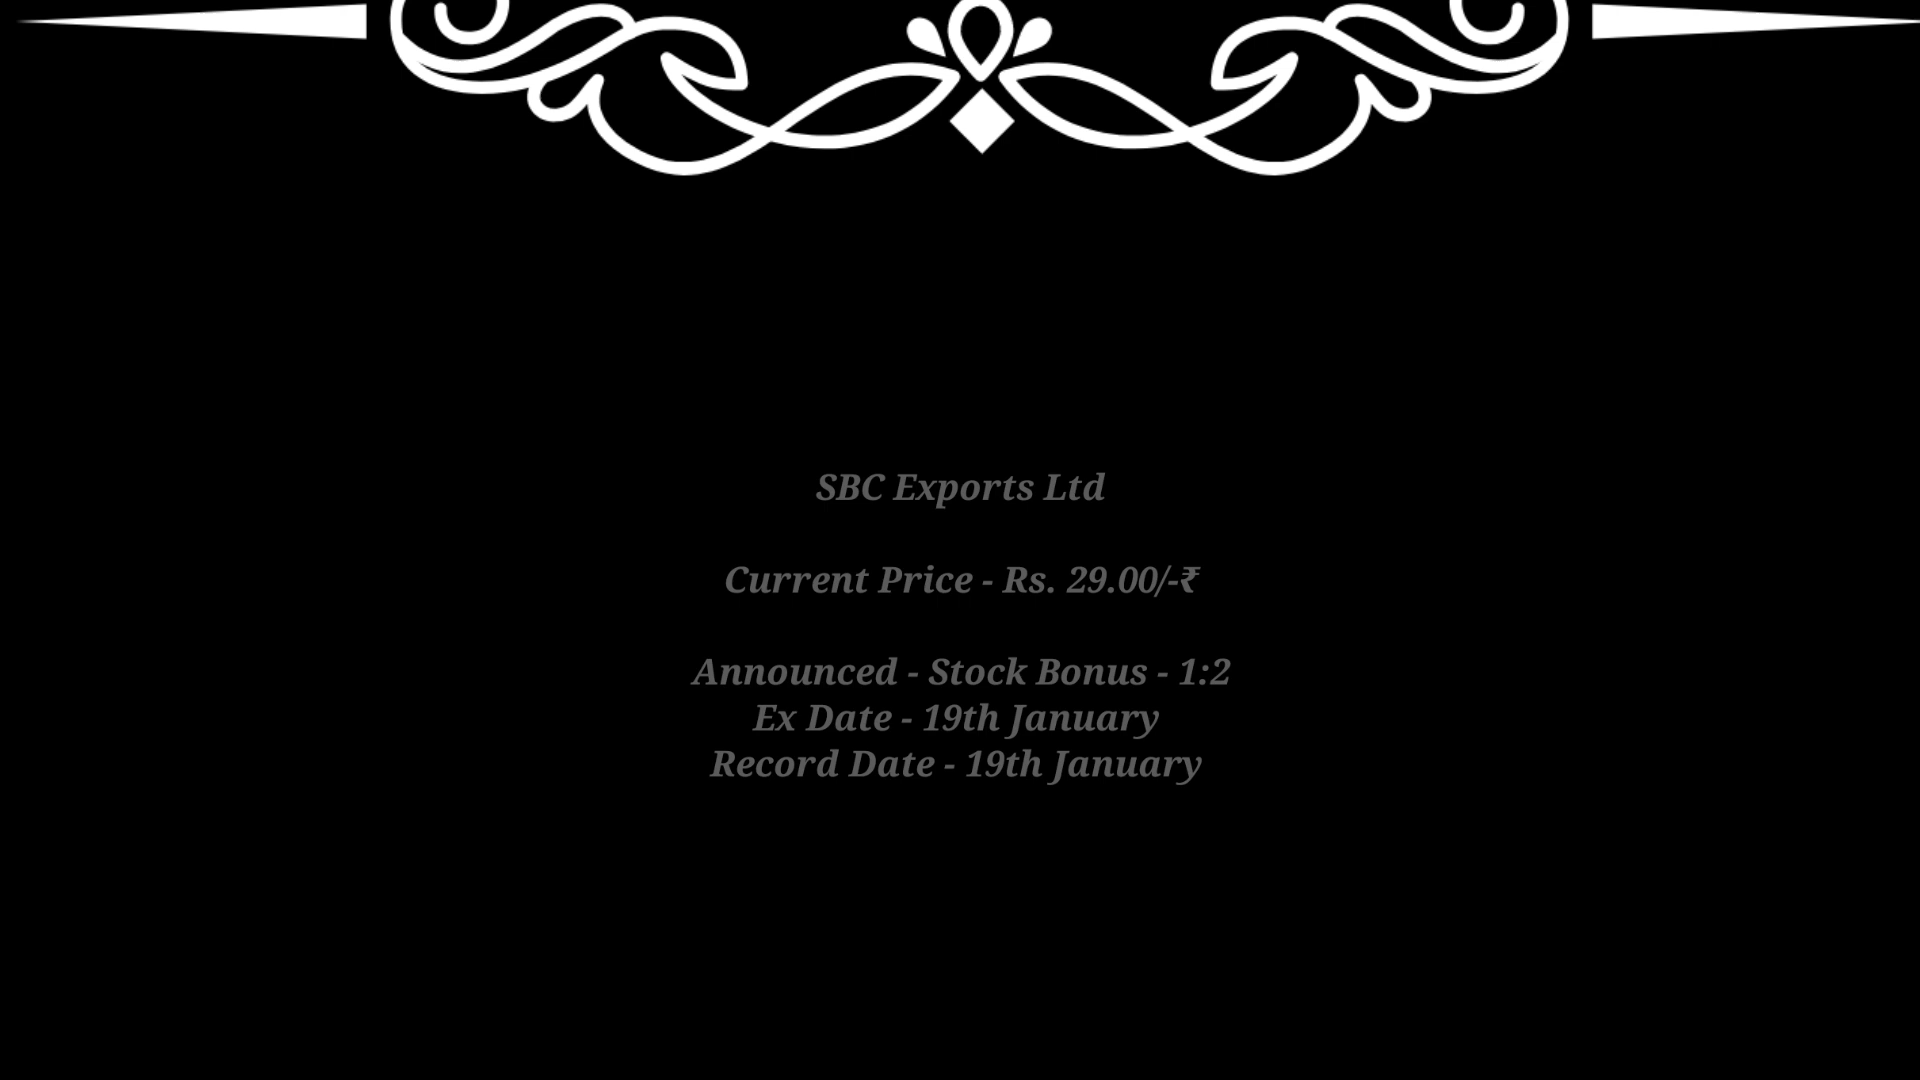 SBC Exports Ltd
Current Price - Rs. 29.00/-₹
Announced - Stock Bonus - 1:2
Ex Date - 19th January
Record Date - 19th January